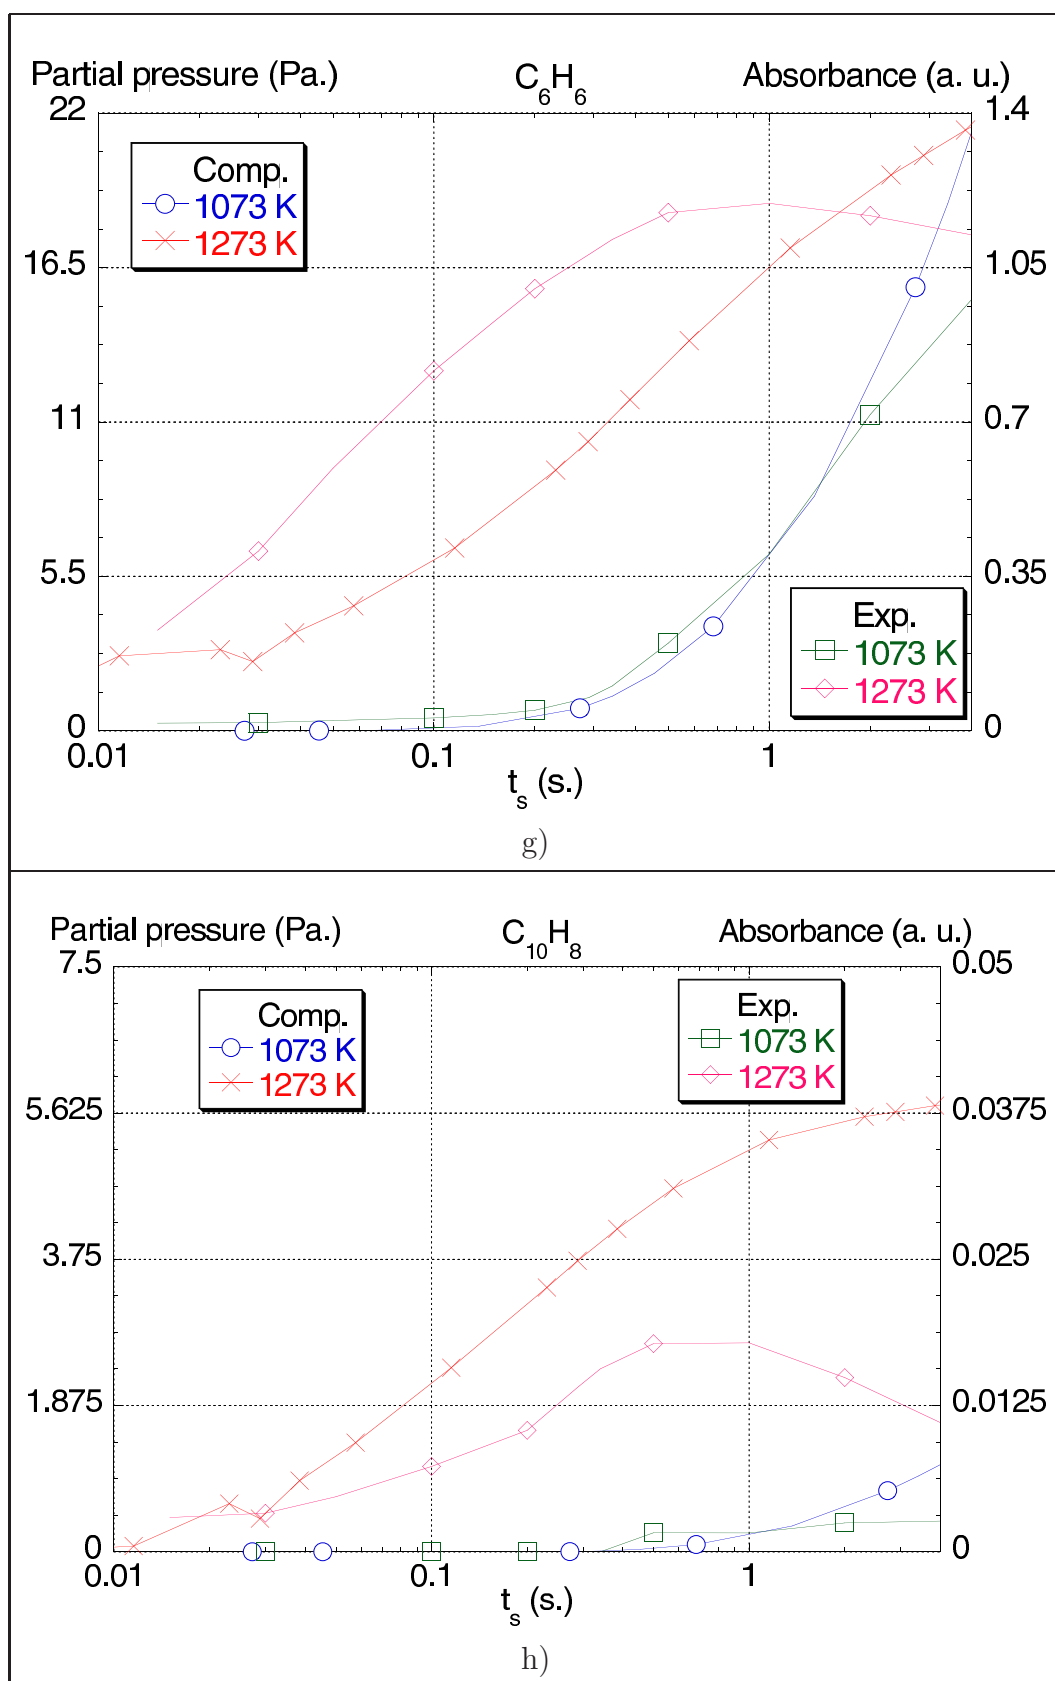 Partial pressure (Pa.) C6H6 Absorbance (a. u.)
22 1.4
Comp.
1073 K
1273 K
16.5 1.05
11 0.7
5.5 0.35
Exp.
1073 K
1273 K
0 0
0.01 0.1 1
ts (s.)
g)
Partial pressure (Pa.) C10H8 Absorbance (a. u.)
7.5 0.05
Comp. Exp.
1073 K 1073 K
1273 K 1273 K
5.625 0.0375
3.75 0.025
1.875 0.0125
0 0
0.01 0.1 1
ts (s.)
h)